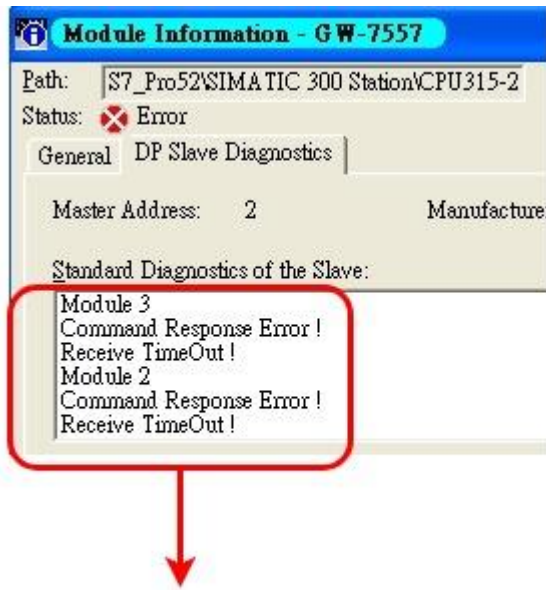 Module Information - GW-7557
Path: S7_Pro52\SIMATIC 300 Station\CPU315-2
Status: Error
General DP Slave Diagnostics
Master Address: 2 Manufacture
Standard Diagnostics of the Slave:
Module 3
Command Response Error !
Receive TimeOut !
Module 2
Command Response Error !
Receive TimeOut !